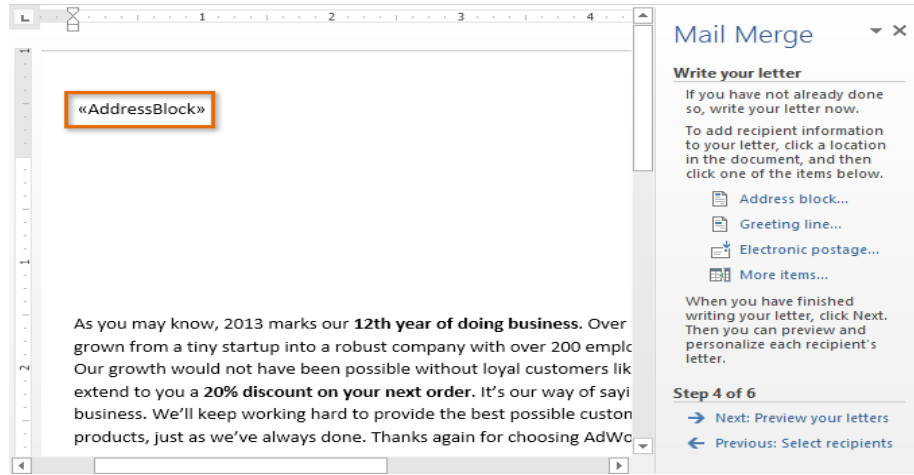 1 2 3 4
«AddressBlock»
As you may know, 2013 marks our 12th year of doing business. Over
grown from a tiny startup into a robust company with over 200
Our growth would not have been possible without loyal customers
extend to you a 20% discount on your next order. It's our way of
business. We'll keep working hard to provide the best possible
products, just as we've always done. Thanks again for choosing
1
1
2
Mail Merge
Write your letter
If you have not already done
so, write your letter now.
To add recipient information
to your letter, click a location
in the document, and then
click one of the items below.
Address block...
Greeting line...
Electronic postage...
More items...
When you have finished
writing your letter, click Next.
Then you can preview and
personalize each recipient's
letter.
Step 4 of 6
Next: Preview your letters
Previous: Select recipients